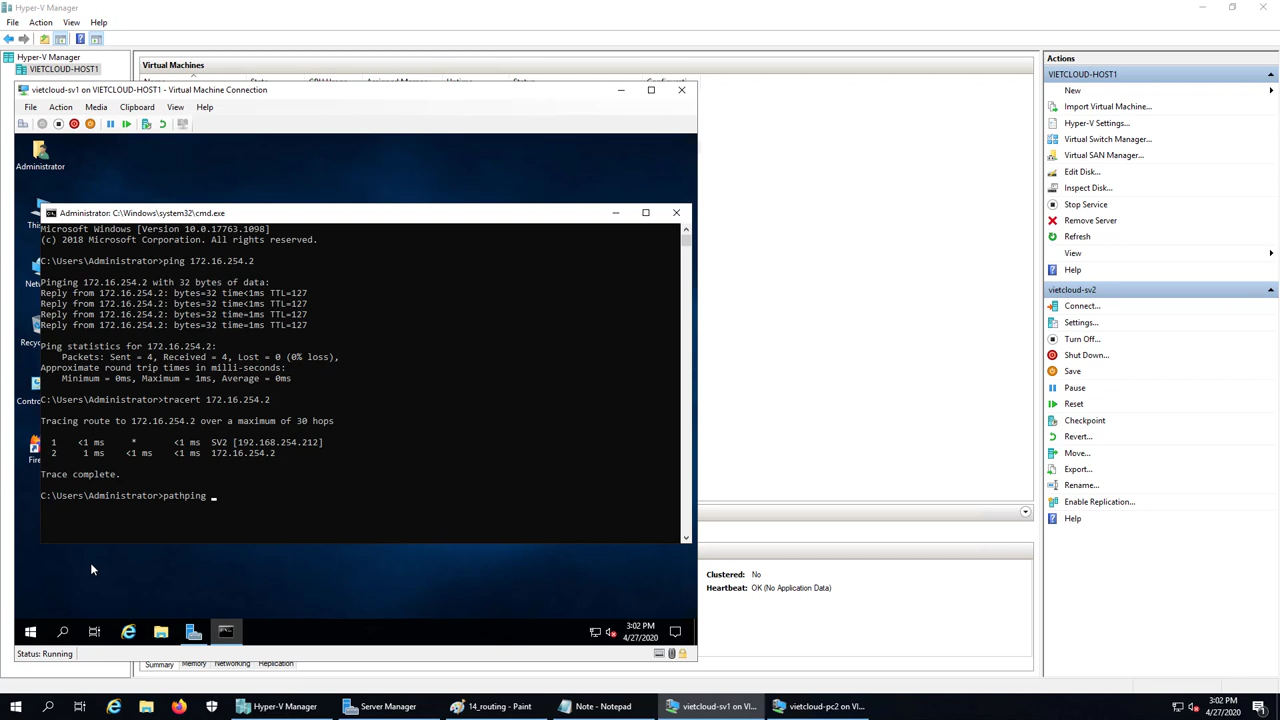 Hyper-V Manager
File Action View Help
Hyper-V Manager
VIETCLOUD-HOST1
Virtual Machines
vietcloud-sv1 on VIETCLOUD-HOST1 - Virtual Machine Connection
File Action Media Clipboard View Help
Administrator
Administrator: C:\Windows\system32\cmd.exe
Microsoft Windows [Version 10.0.17763.1098]
(c) 2018 Microsoft Corporation. All rights reserved.
C:\Users\Administrator>ping 172.16.254.2
Pinging 172.16.254.2 with 32 bytes of data:
Reply from 172.16.254.2: bytes=32 time<1ms TTL=127
Reply from 172.16.254.2: bytes=32 time<1ms TTL=127
Reply from 172.16.254.2: bytes=32 time=1ms TTL=127
Reply from 172.16.254.2: bytes=32 time=1ms TTL=127
Ping statistics for 172.16.254.2:
Packets: Sent = 4, Received = 4, Lost = 0 (0% loss),
Approximate round trip times in milli-seconds:
Minimum = 0ms, Maximum = 1ms, Average = 0ms
C:\Users\Administrator>tracert 172.16.254.2
Tracing route to 172.16.254.2 over a maximum of 30 hops
1 <1 ms * <1 ms SV2 [192.168.254.212]
2 1 ms <1 ms <1 ms 172.16.254.2
Trace complete.
C:\Users\Administrator>pathping _
3:02 PM
4/27/2020
Status: Running
Clustered: No
Heartbeat: OK (No Application Data)
Summary Memory Networking Replication
Actions
VIETCLOUD-HOST1
New
Import Virtual Machine...
Hyper-V Settings...
Virtual Switch Manager...
Virtual SAN Manager...
Edit Disk...
Inspect Disk...
Stop Service
Remove Server
Refresh
View
Help
vietcloud-sv2
Connect...
Settings...
Turn Off...
Shut Down...
Save
Pause
Reset
Checkpoint
Revert...
Move...
Export...
Rename...
Enable Replication...
Help
Hyper-V Manager
Server Manager
14_routing - Paint
Note - Notepad
vietcloud-sv1 on VI...
vietcloud-pc2 on VI...
3:02 PM
4/27/2020